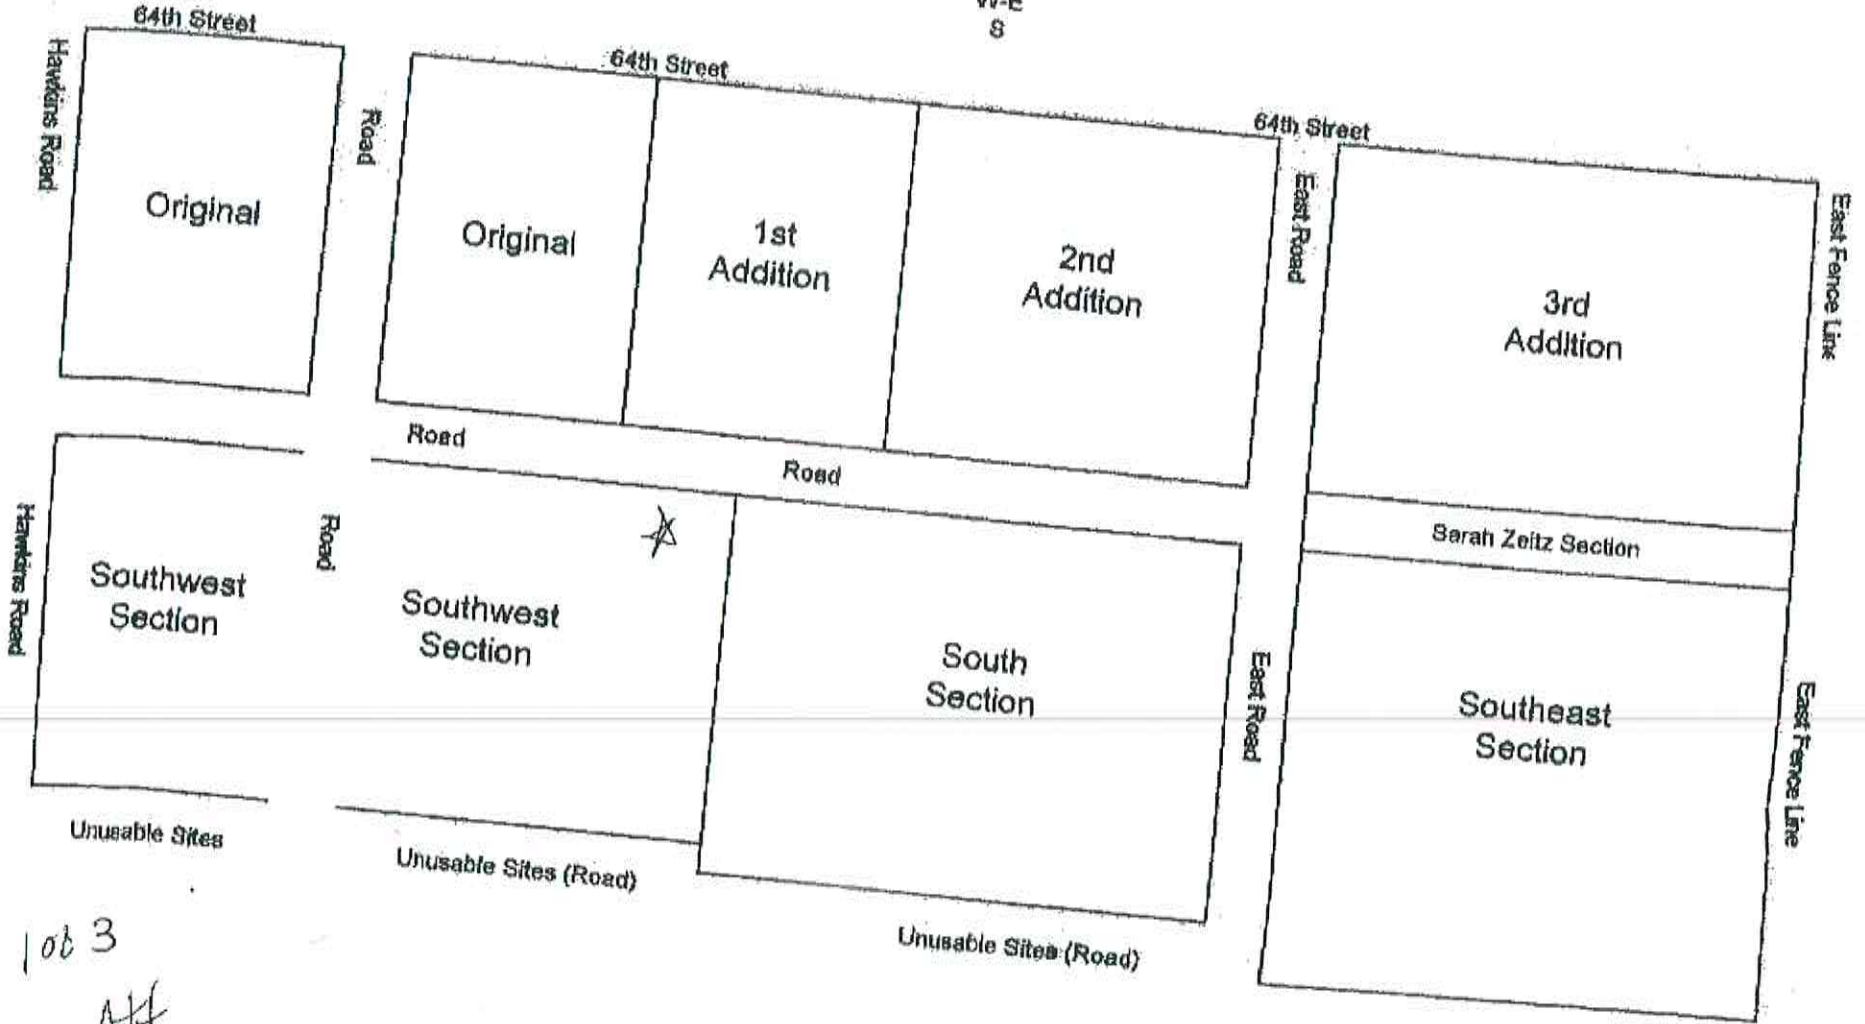 W-E
S
64th Street
64th Street
64th Street
Hawkins Road
Road
East Road
East Fence Line
Original
Original
1st
Addition
2nd
Addition
3rd
Addition
Road
Road
Sarah Zeitz Section
Hawkins Road
Road
East Road
East Fence Line
Southwest
Section
Southwest
Section
South
Section
Southeast
Section
Unusable Sites
Unusable Sites (Road)
Unusable Sites (Road)
3